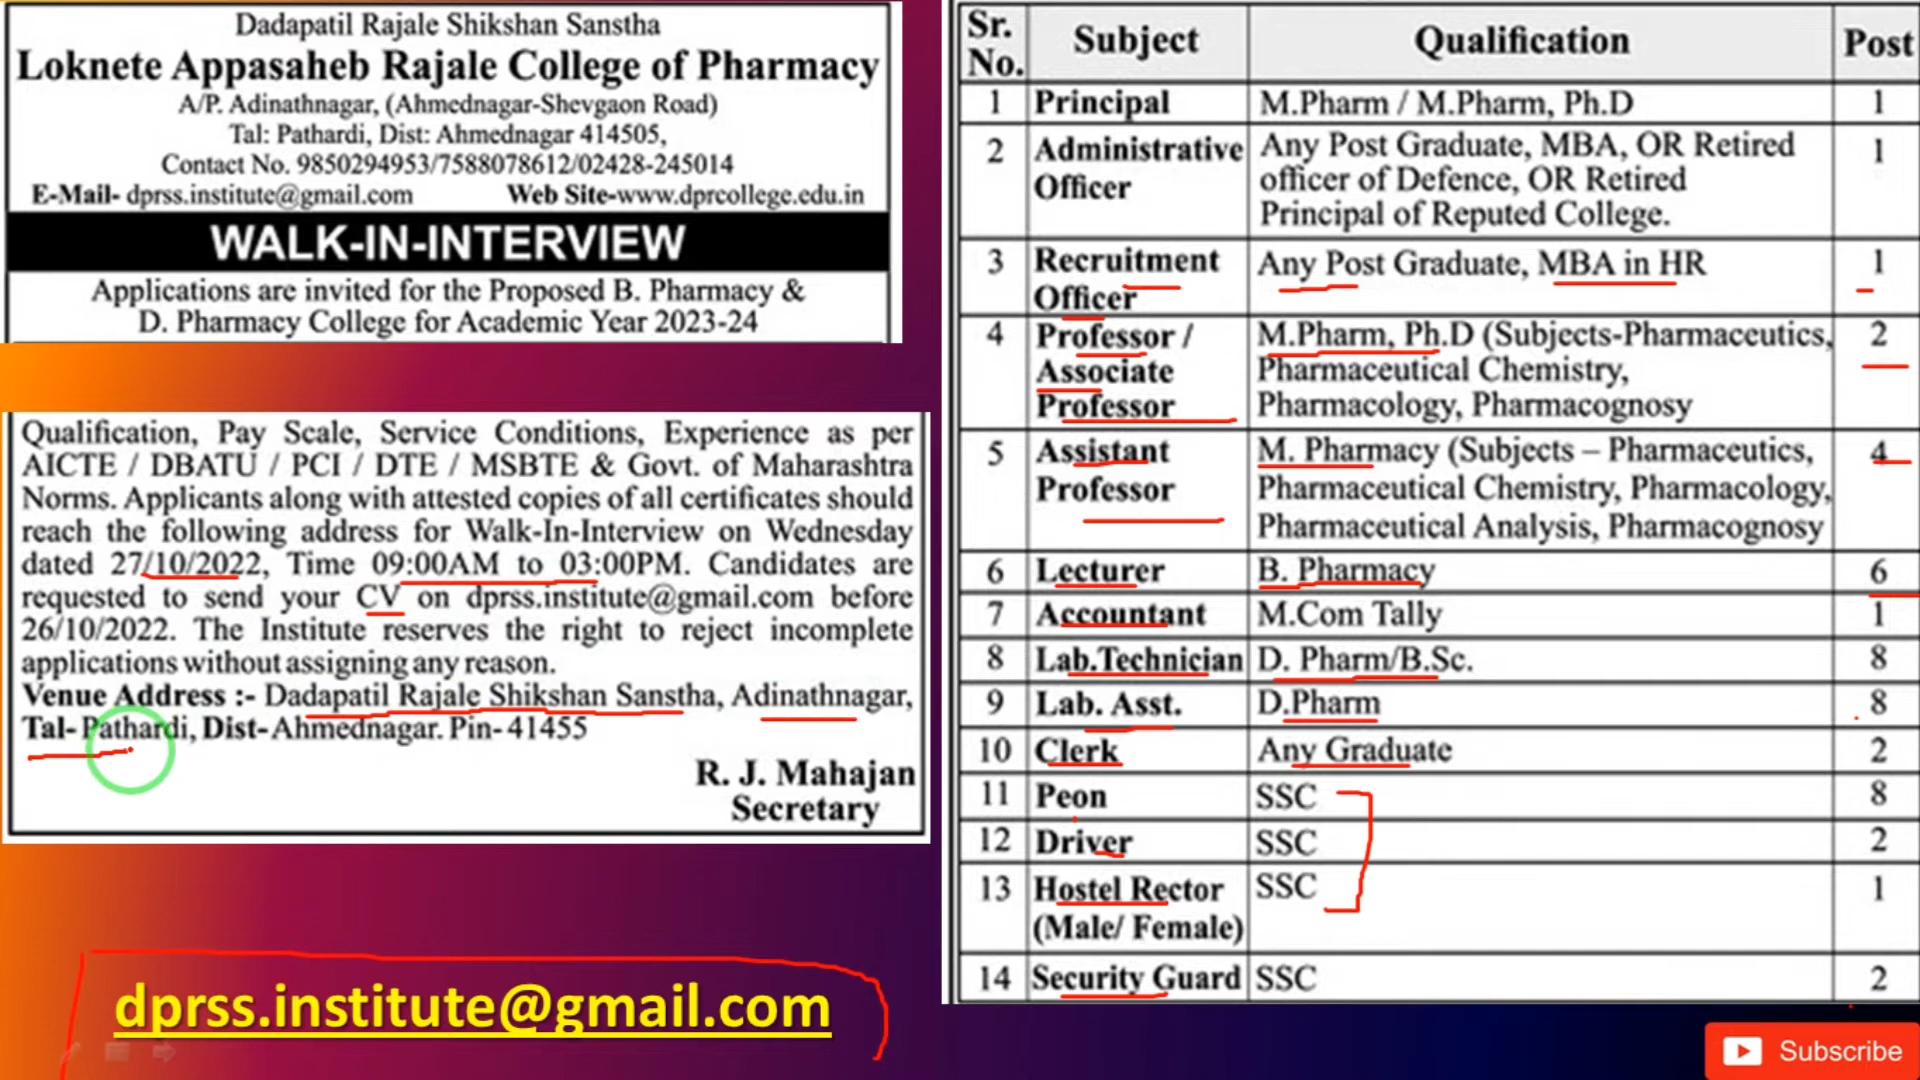 Dadapatil Rajale Shikshan Sanstha
Loknete Appasaheb Rajale College of Pharmacy
A/P. Adinathnagar, (Ahmednagar-Shevgaon Road)
Tal: Pathardi, Dist: Ahmednagar 414505,
Contact No. 9850294953/7588078612/02428-245014
E-Mail- dprss.institute@gmail.com Web Site-www.dprcollege.edu.in
WALK-IN-INTERVIEW
Applications are invited for the Proposed B. Pharmacy &
D. Pharmacy College for Academic Year 2023-24
Qualification, Pay Scale, Service Conditions, Experience as per
AICTE / DBATU / PCI / DTE / MSBTE & Govt. of Maharashtra
Norms. Applicants along with attested copies of all certificates should
reach the following address for Walk-In-Interview on Wednesday
dated 27/10/2022, Time 09:00AM to 03:00PM. Candidates are
requested to send your CV on dprss.institute@gmail.com before
26/10/2022. The Institute reserves the right to reject incomplete
applications without assigning any reason.
Venue Address :- Dadapatil Rajale Shikshan Sanstha, Adinathnagar,
Tal- Pathardi, Dist- Ahmednagar. Pin- 41455
R. J. Mahajan
Secretary
dprss.institute@gmail.com
Sr. No. Subject Qualification Post
1 Principal M.Pharm / M.Pharm, Ph.D 1
2 Administrative Any Post Graduate, MBA, OR Retired 1
Officer officer of Defence, OR Retired
Principal of Reputed College.
3 Recruitment Any Post Graduate, MBA in HR 1
Officer
4 Professor / M.Pharm, Ph.D (Subjects-Pharmaceutics, 2
Associate Pharmaceutical Chemistry,
Professor Pharmacology, Pharmacognosy
5 Assistant M. Pharmacy (Subjects – Pharmaceutics, 4
Professor Pharmaceutical Chemistry, Pharmacology,
Pharmaceutical Analysis, Pharmacognosy
6 Lecturer B. Pharmacy 6
7 Accountant M.Com Tally 1
8 Lab.Technician D. Pharm/B.Sc. 8
9 Lab. Asst. D.Pharm 8
10 Clerk Any Graduate 2
11 Peon SSC 8
12 Driver SSC 2
13 Hostel Rector SSC 1
(Male/ Female)
14 Security Guard SSC 2
Subscribe